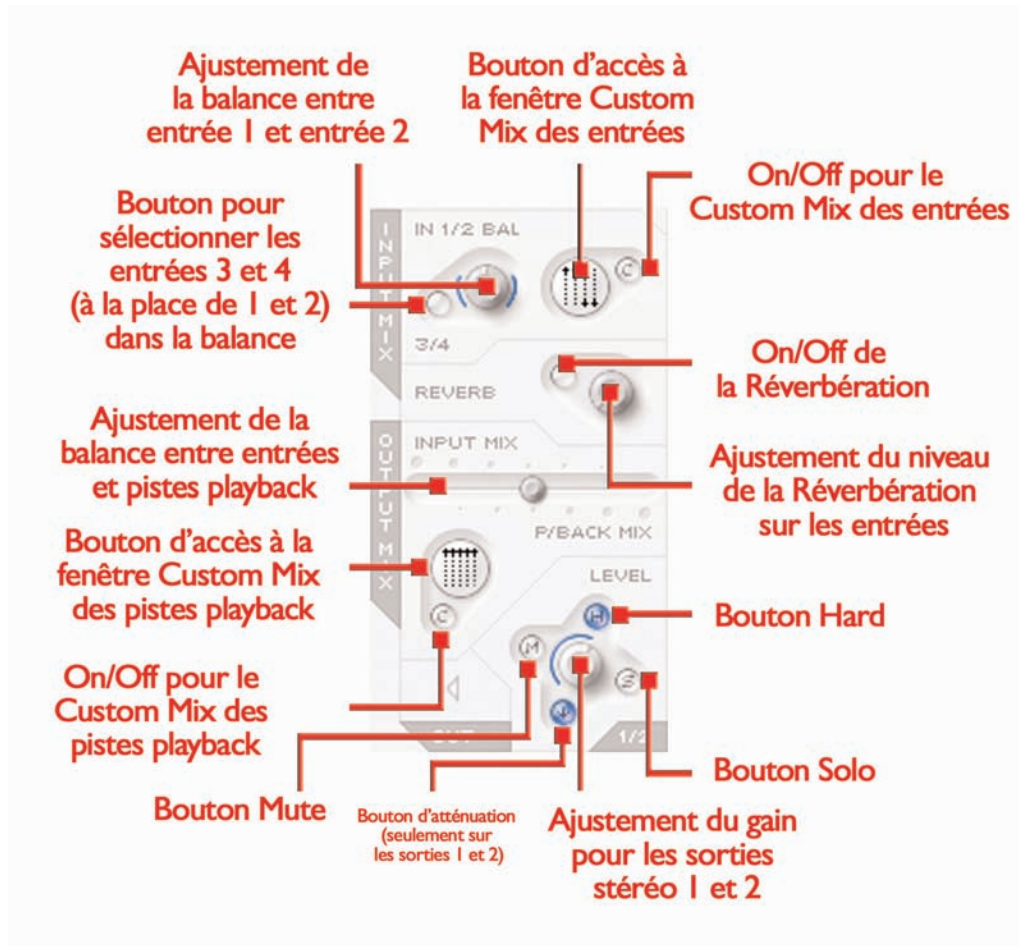 Ajustement de
la balance entre
entrée 1 et entrée 2
Bouton d'accès à
la fenêtre Custom
Mix des entrées
On/Off pour le
Custom Mix des entrées
Bouton pour
sélectionner les
entrées 3 et 4
(à la place de 1 et 2)
dans la balance
INPUT MIX
IN 1/2 BAL
C
3/4
On/Off de
la Réverbération
REVERB
Ajustement de la
balance entre entrées
et pistes playback
OUTPUT MIX
INPUT MIX
Ajustement du niveau
de la Réverbération
sur les entrées
P/BACK MIX
Bouton d'accès à la
fenêtre Custom Mix
des pistes playback
LEVEL
H
Bouton Hard
C
M
S
On/Off pour le
Custom Mix des
pistes playback
OUT
1/2
Bouton Solo
Bouton Mute
Bouton d'atténuation
(seulement sur
les sorties 1 et 2)
Ajustement du gain
pour les sorties
stéréo 1 et 2